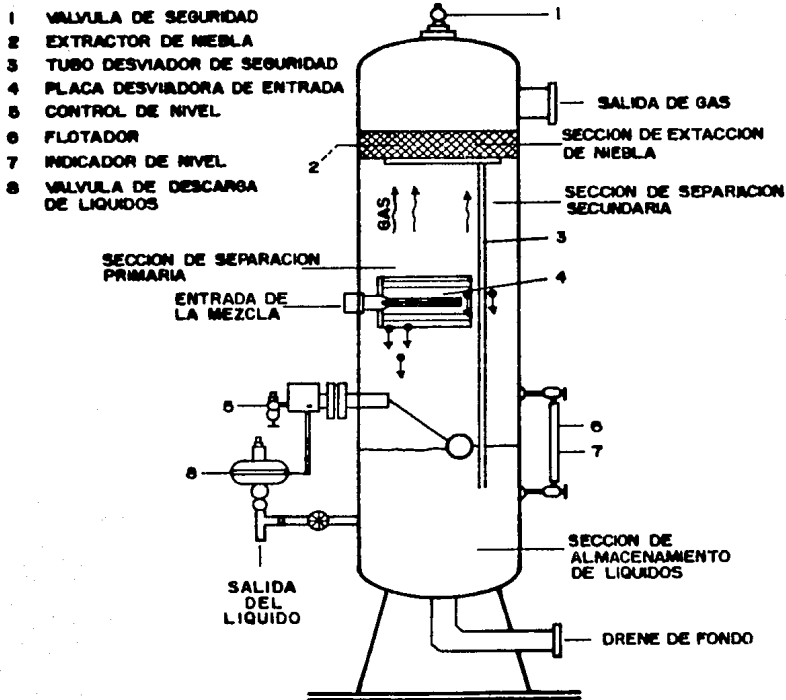 1 VALVULA DE SEGURIDAD
2 EXTRACTOR DE NIEBLA
3 TUBO DESVIADOR DE SEGURIDAD
4 PLACA DESVIADORA DE ENTRADA
5 CONTROL DE NIVEL
6 FLOTADOR
7 INDICADOR DE NIVEL
8 VALVULA DE DESCARGA
DE LIQUIDOS
1
SALIDA DE GAS
SECCION DE EXTACCION
DE NIEBLA
2
SECCION DE SEPARACION
SECUNDARIA
GAS
3
SECCION DE SEPARACION
PRIMARIA
4
ENTRADA DE
LA MEZCLA
5
6
7
8
SECCION DE
ALMACENAMIENTO
DE LIQUIDOS
SALIDA
DEL
LIQUIDO
DRENE DE FONDO